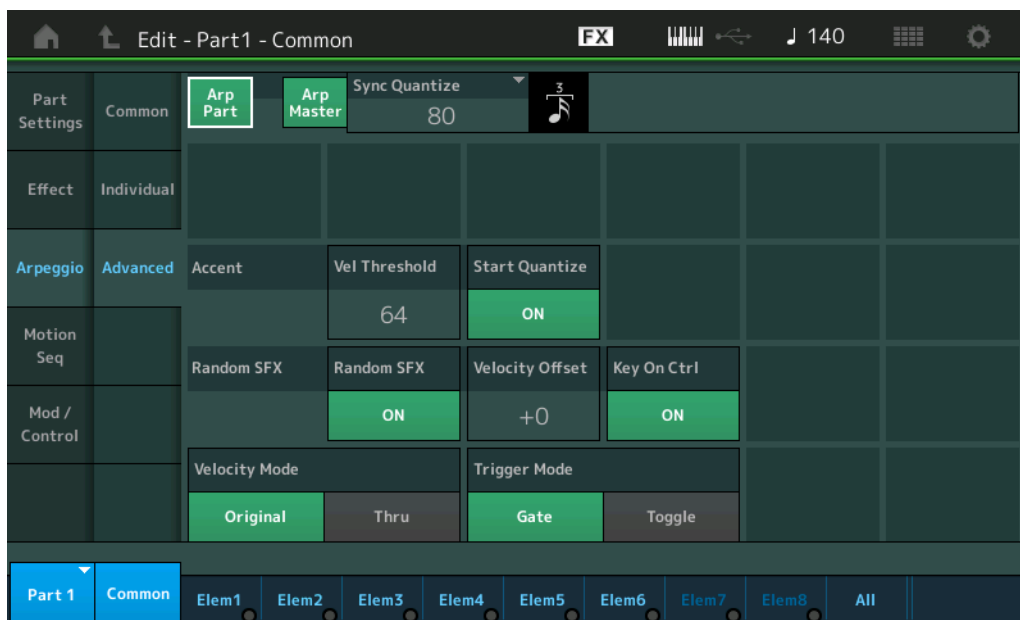 Edit - Part1 - Common
FX
140
Part
Settings
Common
Arp
Part
Arp
Master
Sync Quantize
80
3
Effect
Individual
Arpeggio
Advanced
Accent
Vel Threshold
Start Quantize
64
ON
Motion
Seq
Random SFX
Random SFX
Velocity Offset
Key On Ctrl
ON
+0
ON
Mod /
Control
Velocity Mode
Trigger Mode
Original
Thru
Gate
Toggle
Part 1
Common
Elem1
Elem2
Elem3
Elem4
Elem5
Elem6
Elem7
Elem8
All